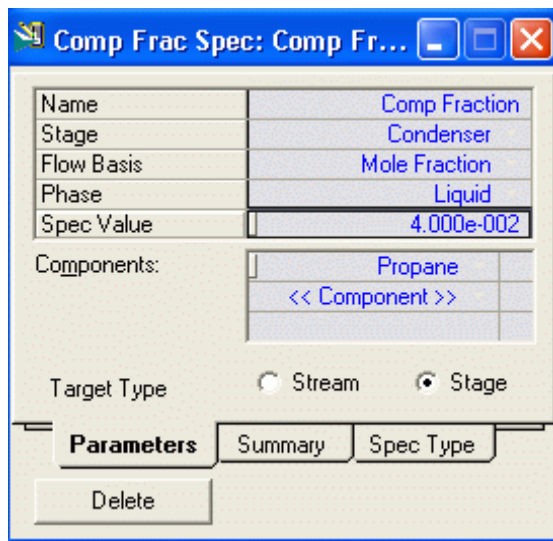 Comp Frac Spec: Comp Fr...
Name Comp Fraction
Stage Condenser
Flow Basis Mole Fraction
Phase Liquid
Spec Value 4.000e-002
Components: Propane
<< Component >>
Target Type Stream Stage
Parameters Summary Spec Type
Delete